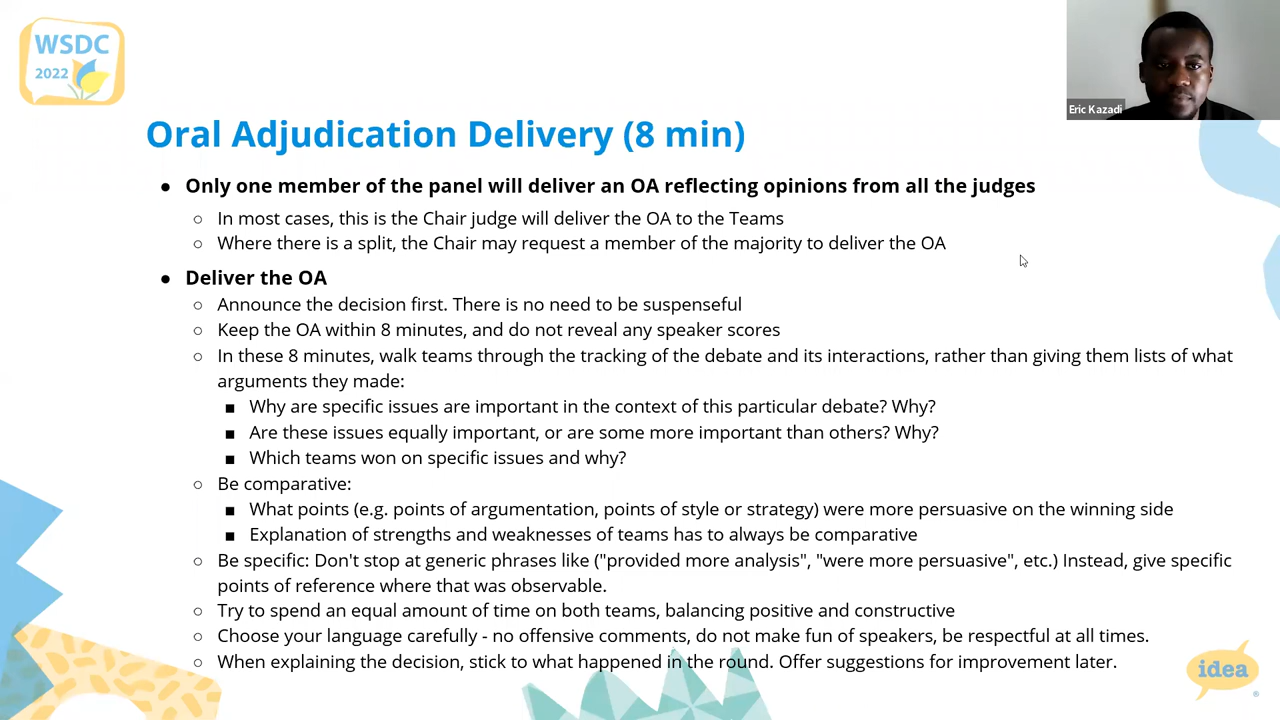 WSDC
2022
Eric Kazadi
Oral Adjudication Delivery (8 min)
● Only one member of the panel will deliver an OA reflecting opinions from all the judges
○ In most cases, this is the Chair judge will deliver the OA to the Teams
○ Where there is a split, the Chair may request a member of the majority to deliver the OA
● Deliver the OA
○ Announce the decision first. There is no need to be suspenseful
○ Keep the OA within 8 minutes, and do not reveal any speaker scores
○ In these 8 minutes, walk teams through the tracking of the debate and its interactions, rather than giving them lists of what
arguments they made:
■ Why are specific issues are important in the context of this particular debate? Why?
■ Are these issues equally important, or are some more important than others? Why?
■ Which teams won on specific issues and why?
○ Be comparative:
■ What points (e.g. points of argumentation, points of style or strategy) were more persuasive on the winning side
■ Explanation of strengths and weaknesses of teams has to always be comparative
○ Be specific: Don't stop at generic phrases like ("provided more analysis", "were more persuasive", etc.) Instead, give specific
points of reference where that was observable.
○ Try to spend an equal amount of time on both teams, balancing positive and constructive
○ Choose your language carefully - no offensive comments, do not make fun of speakers, be respectful at all times.
○ When explaining the decision, stick to what happened in the round. Offer suggestions for improvement later.
idea
®